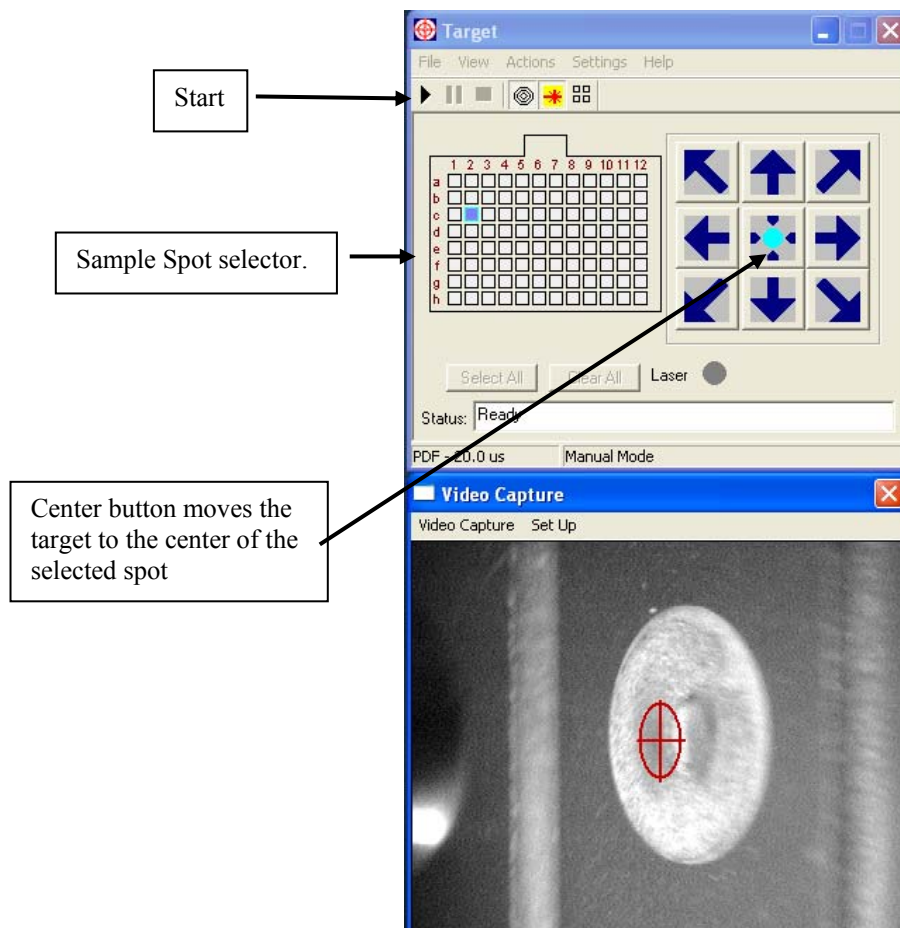 Target
File View Actions Settings Help
Start
1 2 3 4 5 6 7 8 9 10 11 12
a
b
c
d
e
f
g
h
Sample Spot selector.
Select All Clear All Laser
Status: Ready
PDF - 20.0 us Manual Mode
Center button moves the
target to the center of the
selected spot
Video Capture
Video Capture Set Up